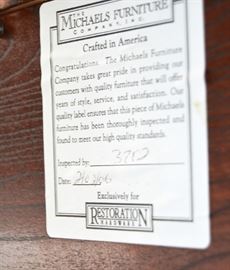 THE
MICHAELS FURNITURE
COMPANY, INC.
Crafted in America
Congratulations. The Michaels Furniture
Company takes great pride in providing our
customers with quality furniture that will offer
years of style, service, and satisfaction. Our
quality label ensures that this piece of Michaels
furniture has been thoroughly inspected and
found to meet our high quality standards.
Inspected by:
Date:
Exclusively for
RESTORATION
HARDWARE